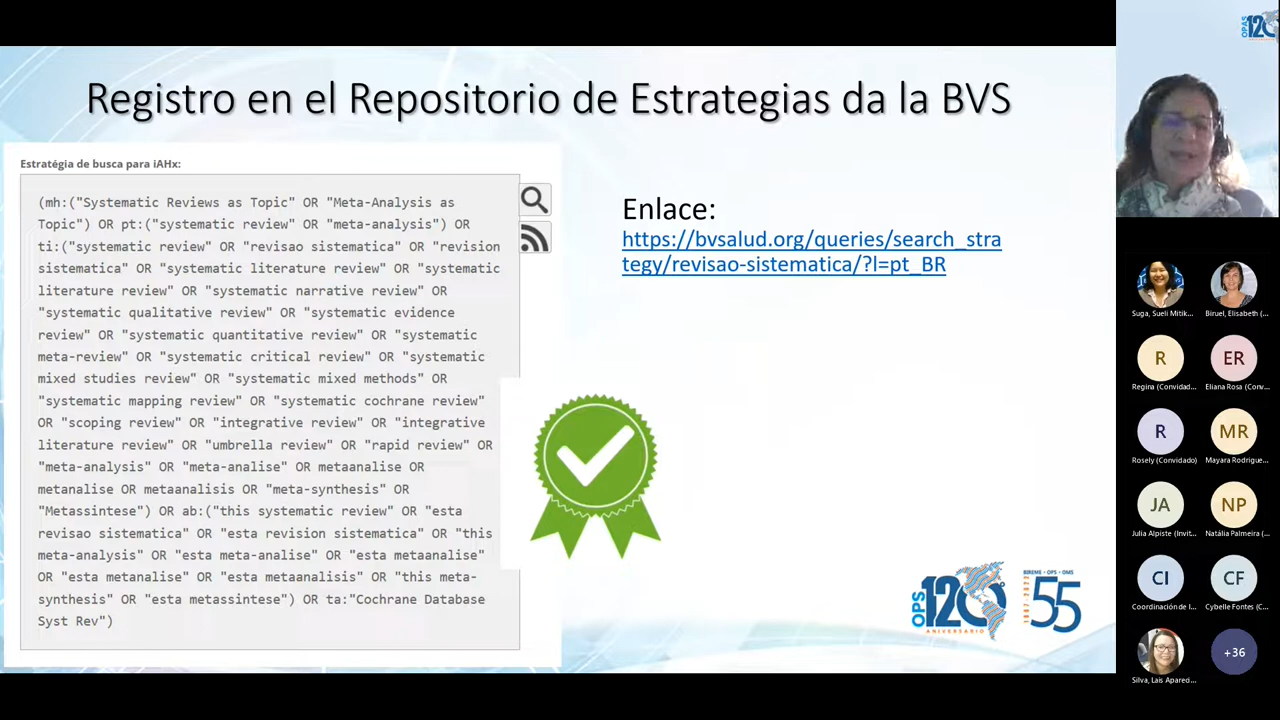 Registro en el Repositorio de Estrategias da la BVS
Estratégia de busca para iAHx:
(mh:("Systematic Reviews as Topic" OR "Meta-Analysis as
Topic") OR pt:("systematic review" OR "meta-analysis") OR
ti:("systematic review" OR "revisao sistematica" OR "revision
sistematica" OR "systematic literature review" OR "systematic
literature review" OR "systematic narrative review" OR
"systematic qualitative review" OR "systematic evidence
review" OR "systematic quantitative review" OR "systematic
meta-review" OR "systematic critical review" OR "systematic
mixed studies review" OR "systematic mixed methods" OR
"systematic mapping review" OR "systematic cochrane review"
OR "scoping review" OR "integrative review" OR "integrative
literature review" OR "umbrella review" OR "rapid review" OR
"meta-analysis" OR "meta-analise" OR metaanalise OR
metanalise OR metaanalisis OR "meta-synthesis" OR
"Metassintese") OR ab:("this systematic review" OR "esta
revisao sistematica" OR "esta revision sistematica" OR "this
meta-analysis" OR "esta meta-analise" OR "esta metaanalise"
OR "esta metanalise" OR "esta metaanalisis" OR "this meta-
synthesis" OR "esta metassintese") OR ta:"Cochrane Database
Syst Rev")
Enlace:
https://bvsalud.org/queries/search_stra
tegy/revisao-sistematica/?l=pt_BR
OPS
120
ANIVERSARIO
BIREME • OPS • OMS
55
OPAS
120
Suga, Sueli Mitik...
Biruel, Elisabeth (...
R
ER
Regina (Convidad...
Eliana Rosa (Conv...
R
MR
Rosely (Convidado)
Mayara Rodrigue...
JA
NP
Julia Alpiste (Invit...
Natália Palmeira (...
CI
CF
Coordinación de I...
Cybelle Fontes (C...
+36
Silva, Lais Apared...